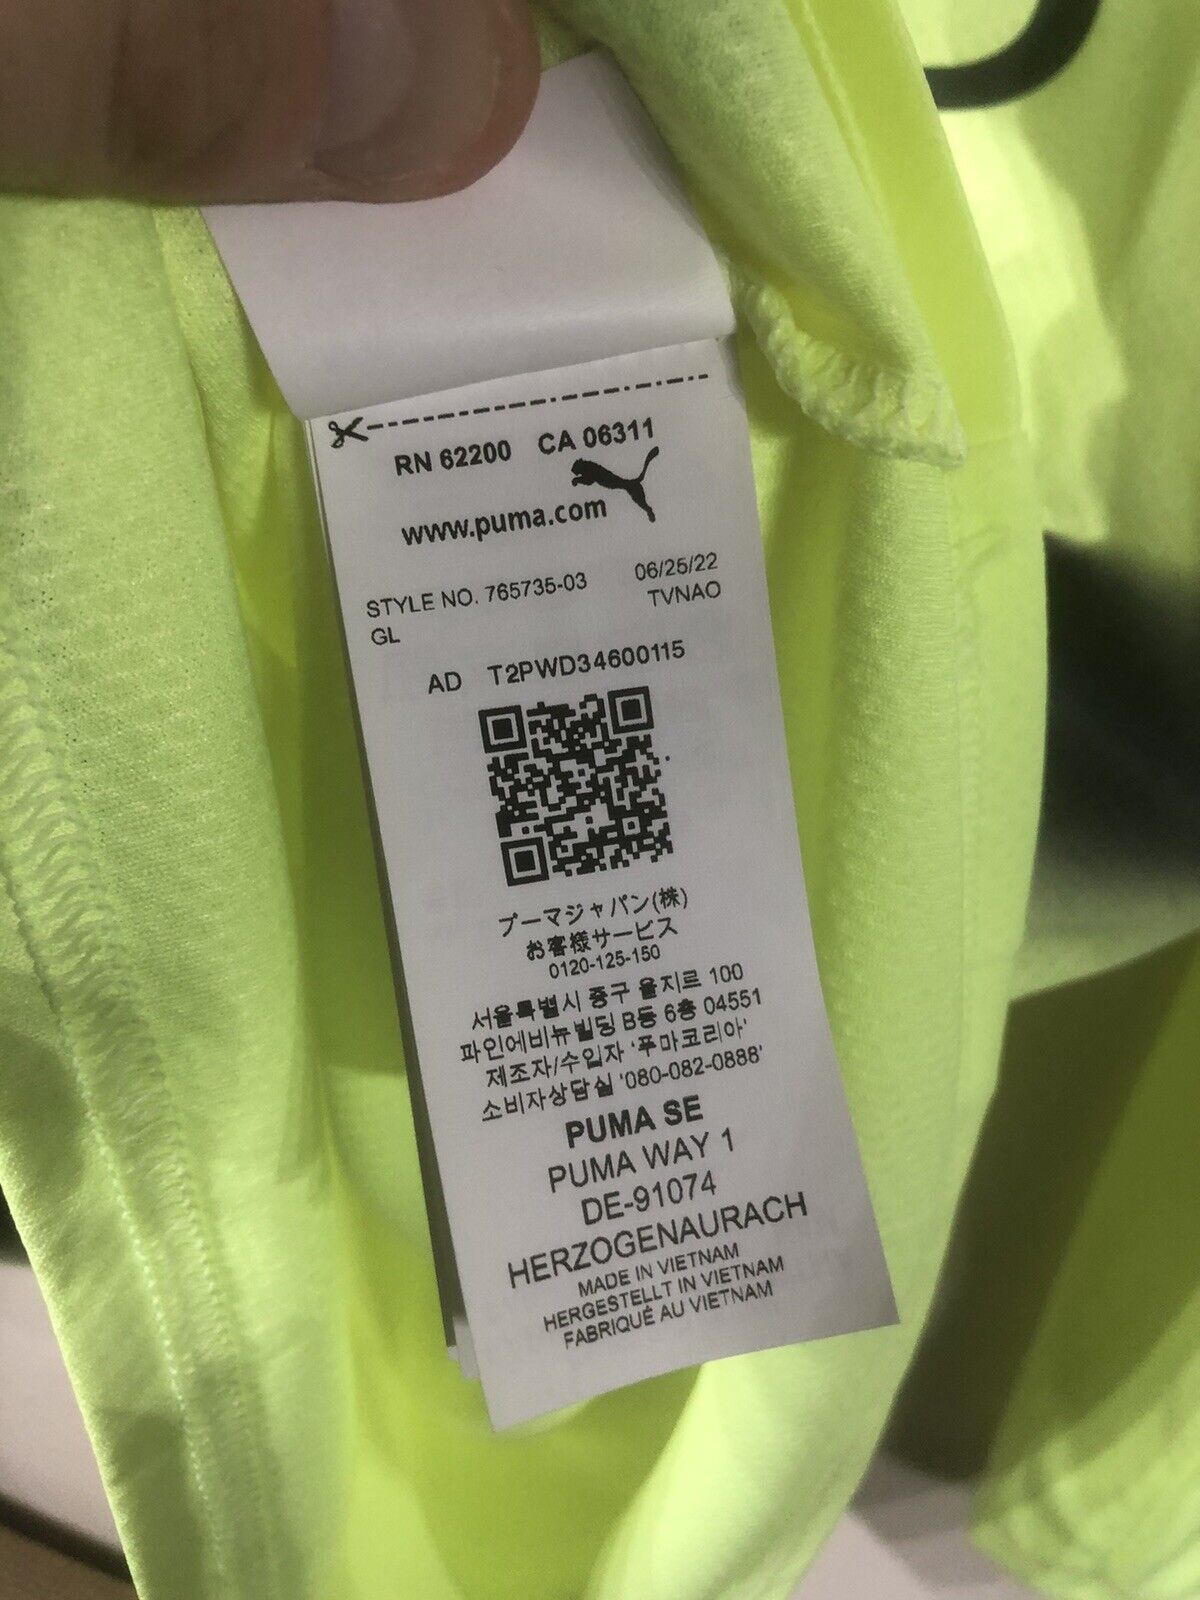 RN 62200 CA 06311
www.puma.com
STYLE NO. 765735-03 06/25/22
GL TVNAO
AD T2PWD34600115
プーマジャパン(株)
お客様サービス
0120-125-150
서울특별시 중구 을지르 100
파인에비뉴빌딩 B동 6층 04551
제조자/수입자 '푸마코리아'
소비자상담실 '080-082-0888'
PUMA SE
PUMA WAY 1
DE-91074
HERZOGENAURACH
MADE IN VIETNAM
HERGESTELLT IN VIETNAM
FABRIQUÉ AU VIETNAM